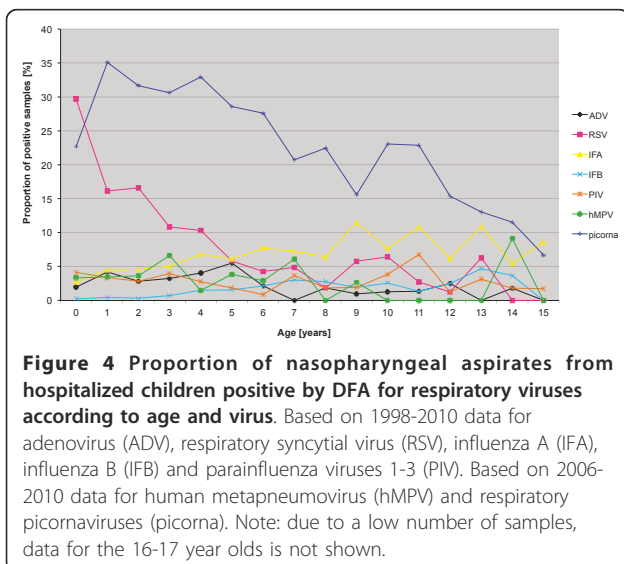 40
35
30
25
20
15
10
5
0
Proportion of positive samples [%]
0 1 2 3 4 5 6 7 8 9 10 11 12 13 14 15
Age [years]
ADV
RSV
IFA
IFB
PIV
hMPV
picorna
Figure 4 Proportion of nasopharyngeal aspirates from
hospitalized children positive by DFA for respiratory viruses
according to age and virus. Based on 1998-2010 data for
adenovirus (ADV), respiratory syncytial virus (RSV), influenza A (IFA),
influenza B (IFB) and parainfluenza viruses 1-3 (PIV). Based on 2006-
2010 data for human metapneumovirus (hMPV) and respiratory
picornaviruses (picorna). Note: due to a low number of samples,
data for the 16-17 year olds is not shown.